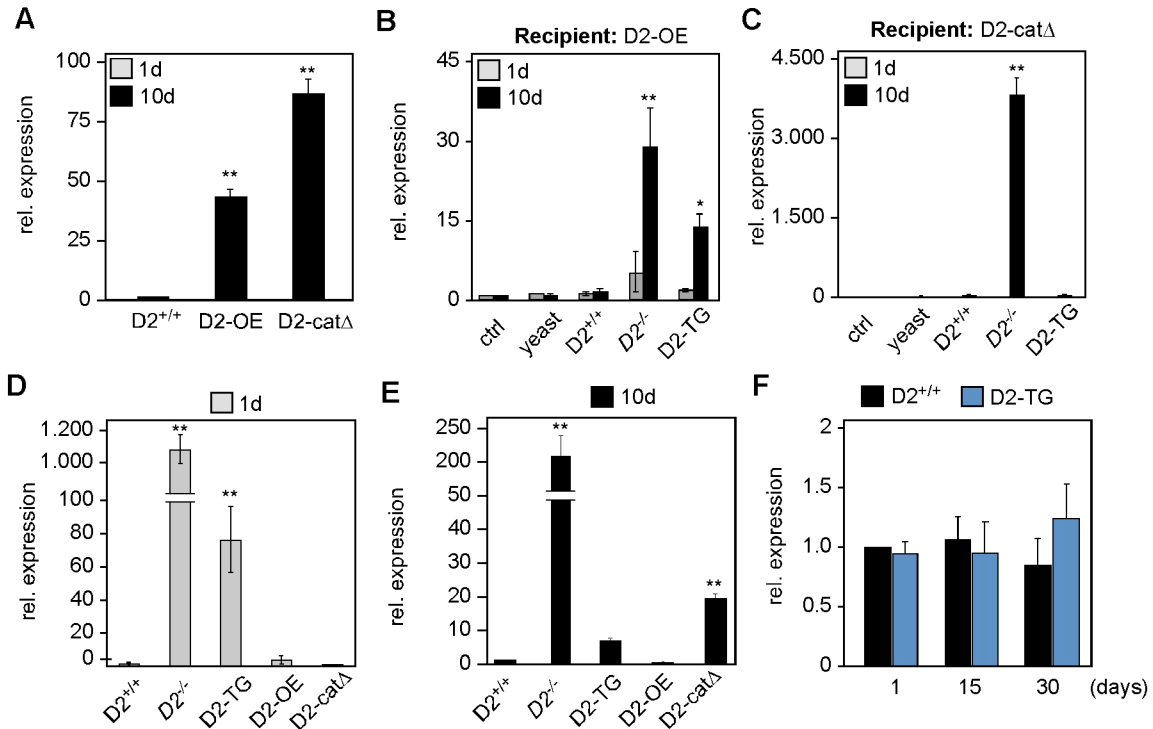 A
100
75
50
25
0
rel. expression
1d
10d
**
**
D2+/+
D2-OE
D2-catΔ
B
Recipient: D2-OE
45
30
15
0
rel. expression
1d
10d
**
*
ctrl
yeast
D2+/+
D2-/-
D2-TG
C
Recipient: D2-catΔ
4.500
3.000
1.500
0
rel. expression
1d
10d
**
ctrl
yeast
D2+/+
D2-/-
D2-TG
D
1d
1.200
1.000
100
80
60
40
20
0
rel. expression
**
**
D2+/+
D2-/-
D2-TG
D2-OE
D2-catΔ
E
10d
250
200
50
40
30
20
10
0
rel. expression
**
**
D2+/+
D2-/-
D2-TG
D2-OE
D2-catΔ
F
D2+/+
D2-TG
2
1.5
1.0
0.5
0
rel. expression
1
15
30
(days)